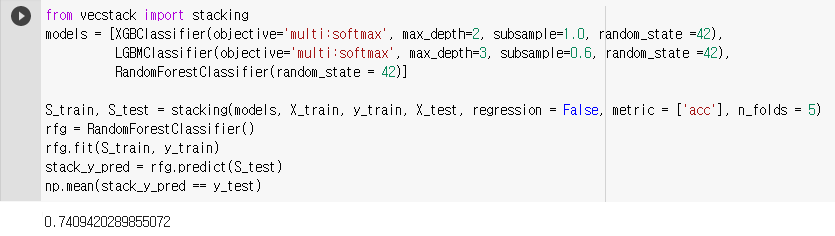 from vecstack import stacking
models = [XGBClassifier(objective='multi:softmax', max_depth=2, subsample=1.0, random_state =42),
LGBMClassifier(objective='multi:softmax', max_depth=3, subsample=0.6, random_state =42),
RandomForestClassifier(random_state = 42)]
S_train, S_test = stacking(models, X_train, y_train, X_test, regression = False, metric = ['acc'], n_folds = 5)
rfg = RandomForestClassifier()
rfg.fit(S_train, y_train)
stack_y_pred = rfg.predict(S_test)
np.mean(stack_y_pred == y_test)
0.7409420289855072